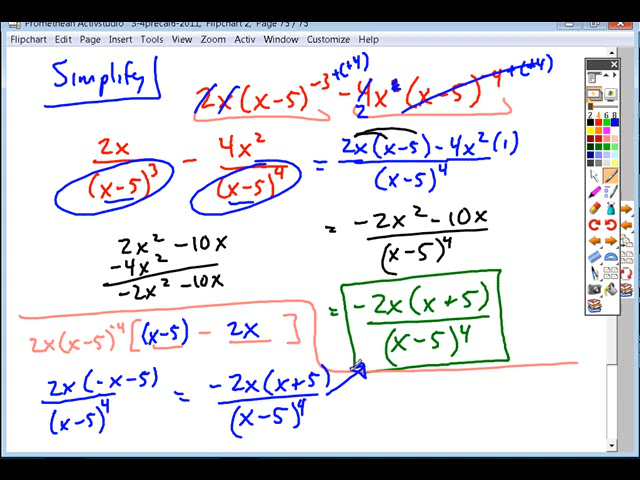 Promethean Activstudio 3-4precal6-2011, Flipchart 2, Page 75 / 75
Flipchart Edit Page Insert Tools Zoomit Activ Window Customize Help
Simplify
2x(x-5)^-3+(+4) - 4x^2(x-5)^-4+(+4)
2
2x/(x-5)^3 - 4x^2/(x-5)^4 = (2x(x-5) - 4x^2(1))/(x-5)^4
2x^2 - 10x
-4x^2
-2x^2 - 10x
= (-2x^2 - 10x)/(x-5)^4
= -2x(x+5)/(x-5)^4
2x(x-5)^-4[(x-5) - 2x]
2x(-x-5)/(x-5)^4 = -2x(x+5)/(x-5)^4